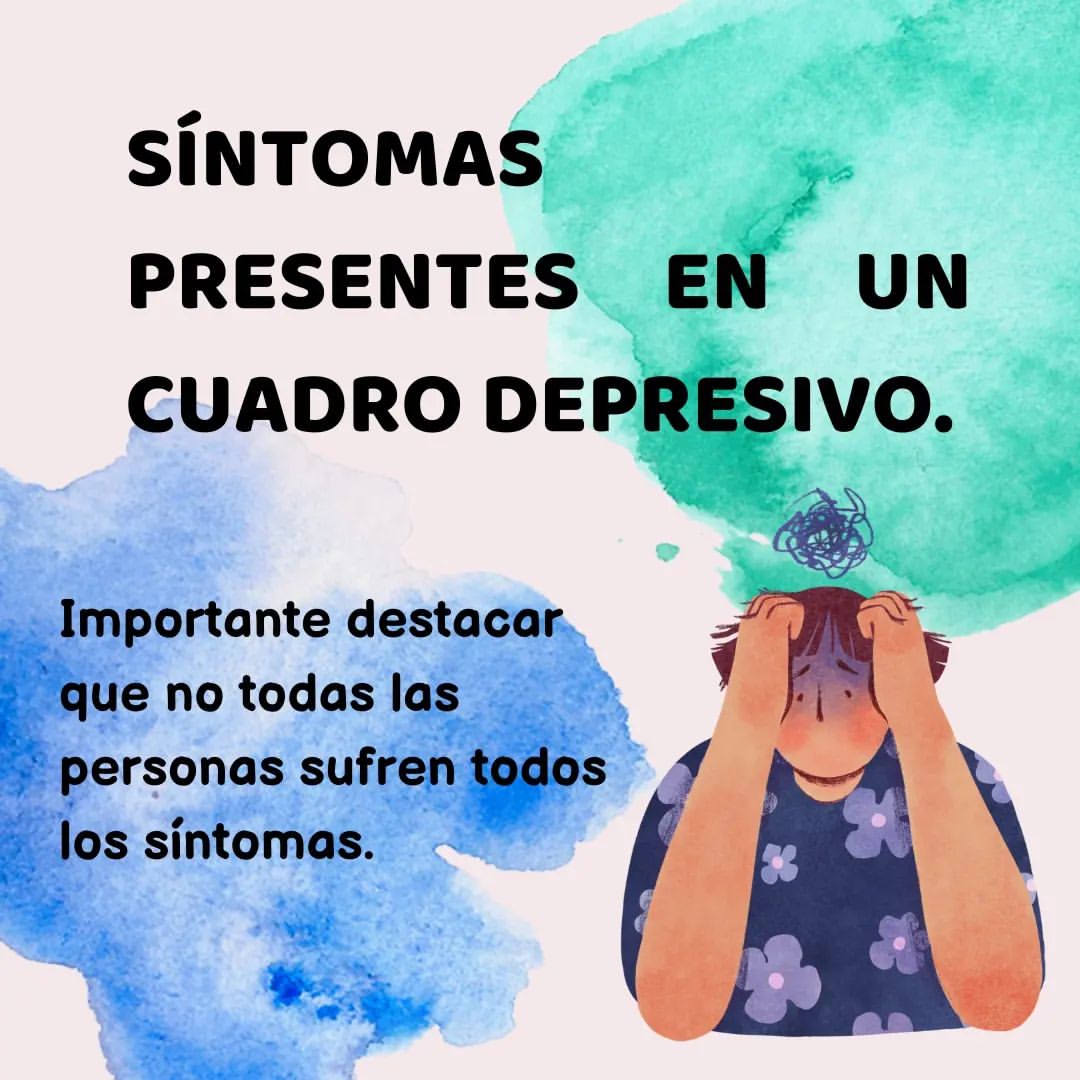 SÍNTOMAS
PRESENTES EN UN
CUADRO DEPRESIVO.
Importante destacar
que no todas las
personas sufren todos
los síntomas.